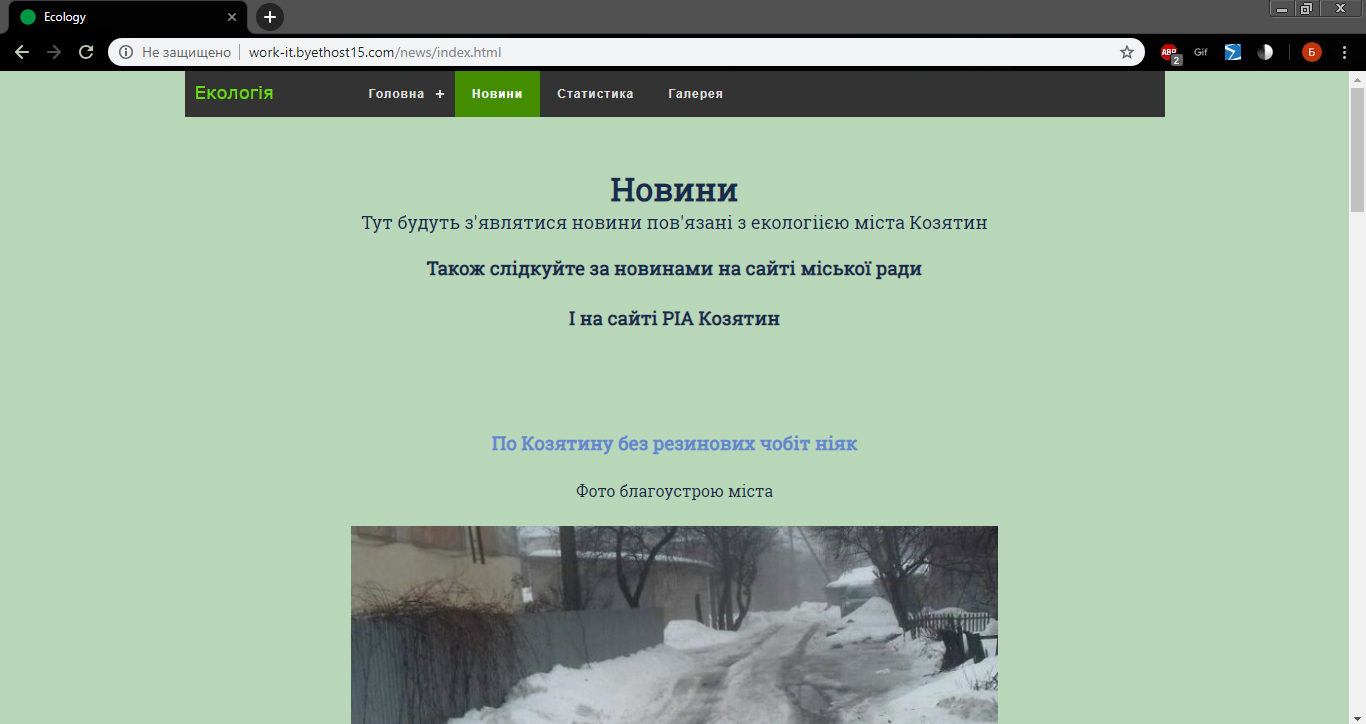 Ecology
Не защищено
work-it.byethost15.com/news/index.html
ABP
2
Gif
Б
Екологія
Головна +
Новини
Статистика
Галерея
Новини
Тут будуть з'являтися новини пов'язані з екологіією міста Козятин
Також слідкуйте за новинами на сайті міської ради
І на сайті РІА Козятин
По Козятину без резинових чобіт ніяк
Фото благоустрою міста